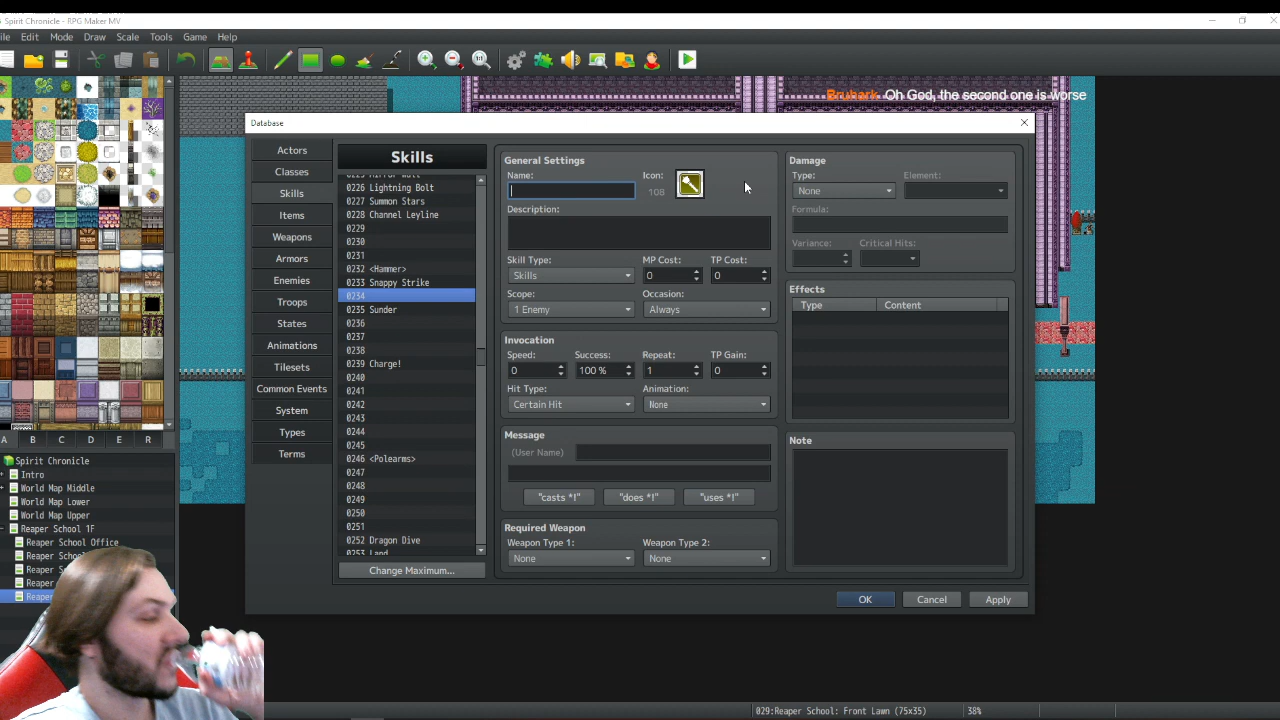 Spirit Chronicle - RPG Maker MV
Edit Mode Draw Scale Tools Game Help
Bruhark Oh God, the second one is worse
Database
Actors
Classes
Skills
Items
Weapons
Armors
Enemies
Troops
States
Animations
Tilesets
Common Events
System
Types
Terms
Skills
0226 Lightning Bolt
0227 Summon Stars
0228 Channel Leyline
0229
0230
0231
0232 <Hammer>
0233 Snappy Strike
0234
0235 Sunder
0236
0237
0238
0239 Charge!
0240
0241
0242
0243
0244
0245
0246 <Polearms>
0247
0248
0249
0250
0251
0252 Dragon Dive
0253 Land
Change Maximum...
General Settings
Name: Icon:
108
Description:
Skill Type: MP Cost: TP Cost:
Skills 0 0
Scope: Occasion:
1 Enemy Always
Invocation
Speed: Success: Repeat: TP Gain:
0 100 % 1 0
Hit Type: Animation:
Certain Hit None
Message
(User Name)
"casts *!" "does *!" "uses *!"
Required Weapon
Weapon Type 1: Weapon Type 2:
None None
Damage
Type: Element:
None
Formula:
Variance: Critical Hits:
Effects
Type Content
Note
OK Cancel Apply
A B C D E R
Spirit Chronicle
Intro
World Map Middle
World Map Lower
World Map Upper
Reaper School 1F
Reaper School Office
Reaper
Reaper
Reaper
Reaper
029:Reaper School: Front Lawn (75x35) 38%